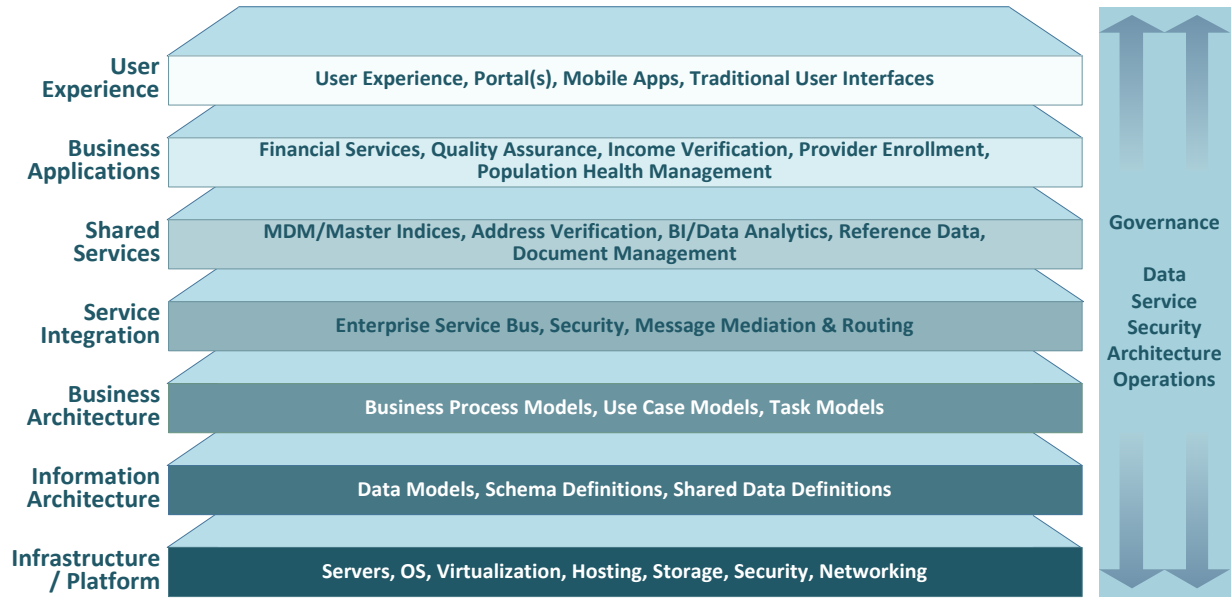 User
Experience
User Experience, Portal(s), Mobile Apps, Traditional User Interfaces
Business
Applications
Financial Services, Quality Assurance, Income Verification, Provider Enrollment,
Population Health Management
Shared
Services
MDM/Master Indices, Address Verification, BI/Data Analytics, Reference Data,
Document Management
Service
Integration
Enterprise Service Bus, Security, Message Mediation & Routing
Business
Architecture
Business Process Models, Use Case Models, Task Models
Information
Architecture
Data Models, Schema Definitions, Shared Data Definitions
Infrastructure
/ Platform
Servers, OS, Virtualization, Hosting, Storage, Security, Networking
Governance
Data
Service
Security
Architecture
Operations